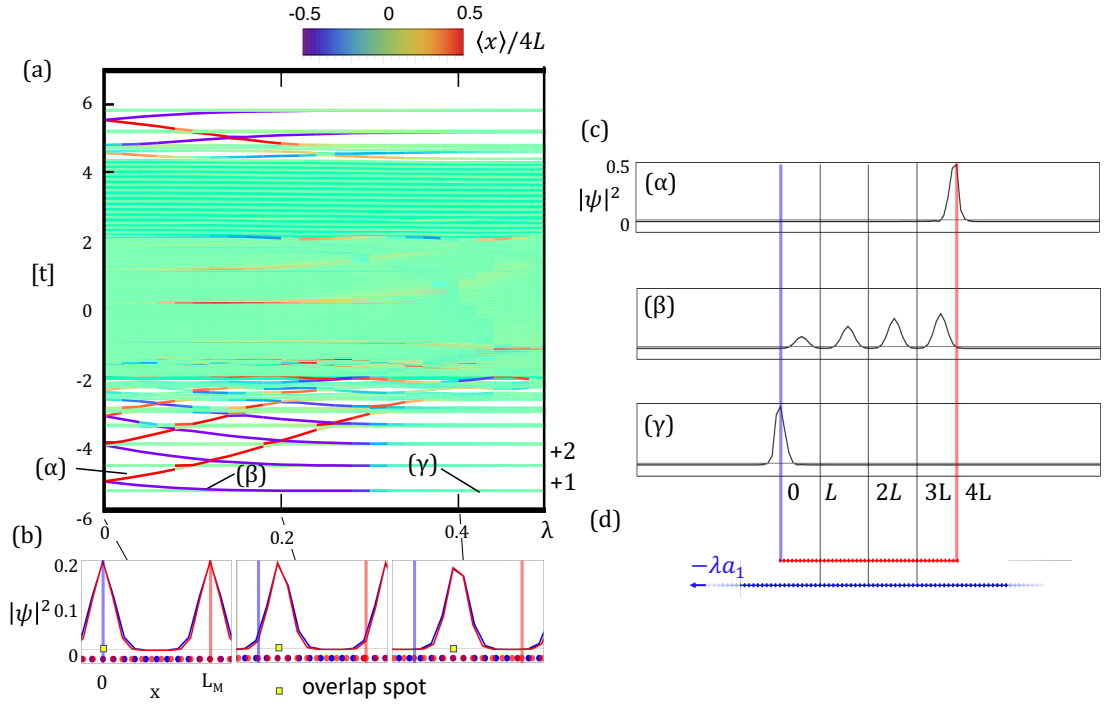 -0.5 0 0.5
⟨x⟩/4L
(a)
6
4
2
[t]
0
-2
-4
-6
(α)
(β)
(γ)
+2
+1
0 0.2 0.4 λ
(b)
0.2
|ψ|²
0.1
0
0 x L_M
overlap spot
(c)
0.5
|ψ|²
0
(α)
(β)
(γ)
0 L 2L 3L 4L
(d)
−λa₁